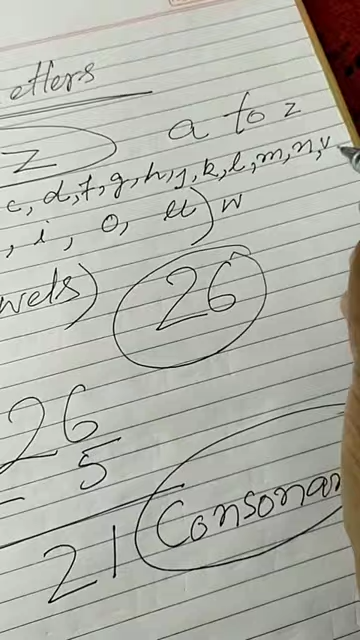 etters
a to z
Z
c, d, f, g, h, j, k, l, m, n, v
, i, o, u) w
wels)
26
26
- 5
21 Consonan